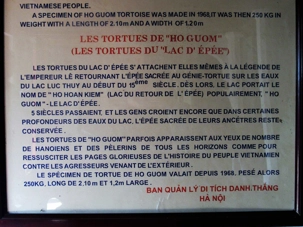 VIETNAMESE PEOPLE.
A SPECIMEN OF HO GUOM TORTOISE WAS MADE IN 1968.IT WAS THEN 250 KG IN
WEIGHT WITH A LENGTH OF 2.10m AND A WIDTH OF 1,20m
LES TORTUES DE "HO GUOM"
(LES TORTUES DU "LAC D' ÉPÉE")
LES TORTUES DU LAC D' ÉPÉE S'ATTACHENT ELLES MÊMES À LA LÉGENDE DE
L'EMPEREUR LÊ RETOURNANT L'ÉPÉE SACRÉE AU GÉNIE-TORTUE SUR LES EAUX
DU LAC LUC THUY AU DÉBUT DU 15ème SIÈCLE. DÈS LORS, LE LAC PORTAIT LE
NOM DE " HO HOAN KIEM" (LAC DU RETOUR DE L' ÉPÉE) POPULAREMENT, " HO
GUOM" - LE LAC D' ÉPÉE.
5 SIÈCLES PASSAIENT, ET LES GENS CROIENT ENCORE QUE DANS CERTAINES
PROFONDEURS DES EAUX DU LAC, L'ÉPÉE SACRÉE DE LEURS ANCÊTRES RESTE
CONSERVÉE.
LES TORTUES DE "HO GUOM" PARFOIS APPARAISSENT AUX YEUX DE NOMBRE
DE HANOIENS ET DES PÈLERINS DE TOUS LES HORIZONS COMME POUR
RESSUSCITER LES PAGES GLORIEUSES DE L'HISTOIRE DU PEUPLE VIETNAMIEN
CONTRE LES AGRESSEURS VENANT DE L'EXTÉRIEUR.
LE SPÉCIMEN DE TORTUE DE HO GUOM VALAIT DEPUIS 1968, PESÉ ALORS
250KG, LONG DE 2,10 m ET 1,2m LARGE.
BAN QUẢN LÝ DI TÍCH DANH THẮNG
HÀ NỘI